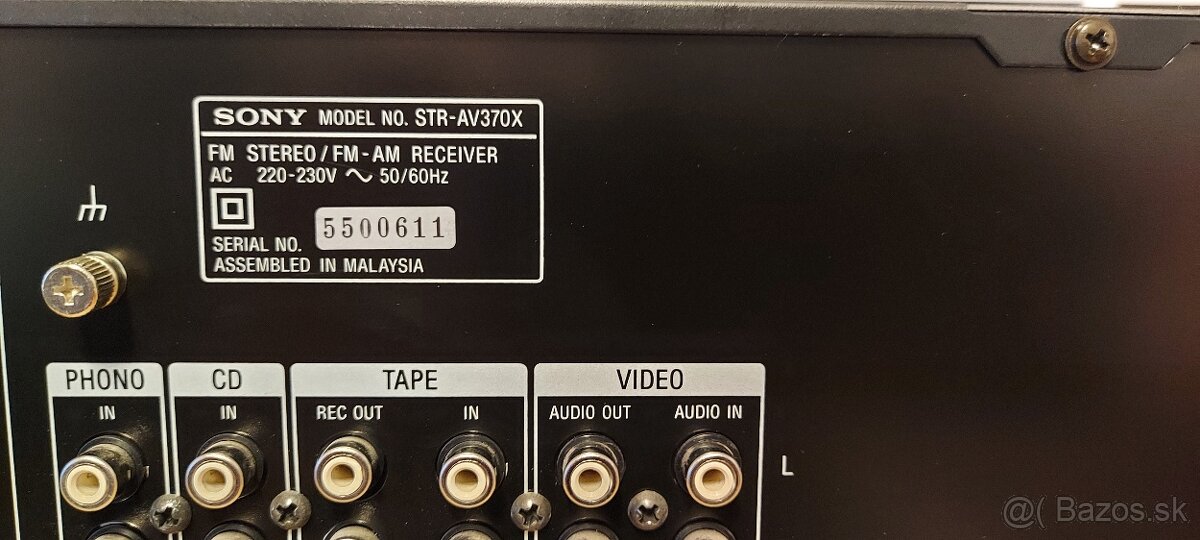 SONY MODEL NO. STR-AV370X
FM STEREO / FM-AM RECEIVER
AC 220-230V ~ 50/60Hz
SERIAL NO. 5500611
ASSEMBLED IN MALAYSIA
PHONO CD TAPE VIDEO
IN IN REC OUT IN AUDIO OUT AUDIO IN
L
@( Bazos.sk